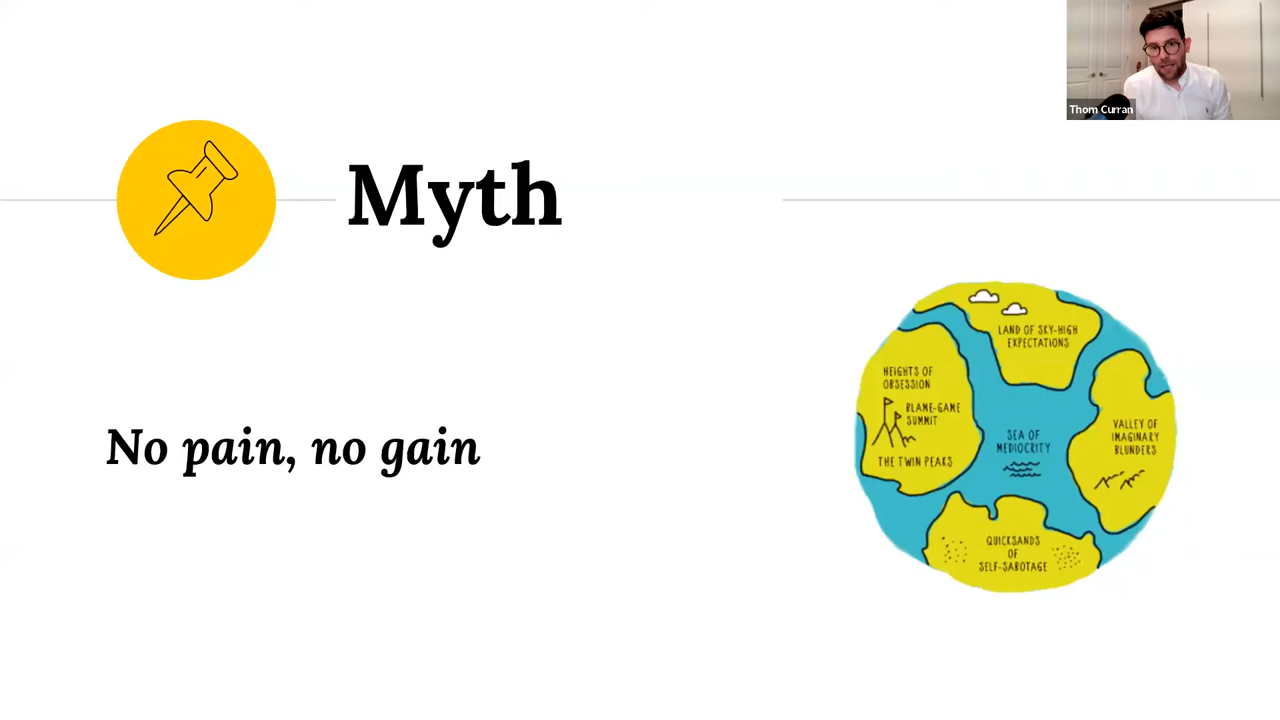 Thom Curran
Myth
No pain, no gain
LAND OF SKY-HIGH
EXPECTATIONS
HEIGHTS OF
OBSESSION
BLAME-GAME
SUMMIT
THE TWIN PEAKS
SEA OF
MEDIOCRITY
VALLEY OF
IMAGINARY
BLUNDERS
QUICKSANDS
OF
SELF-SABOTAGE